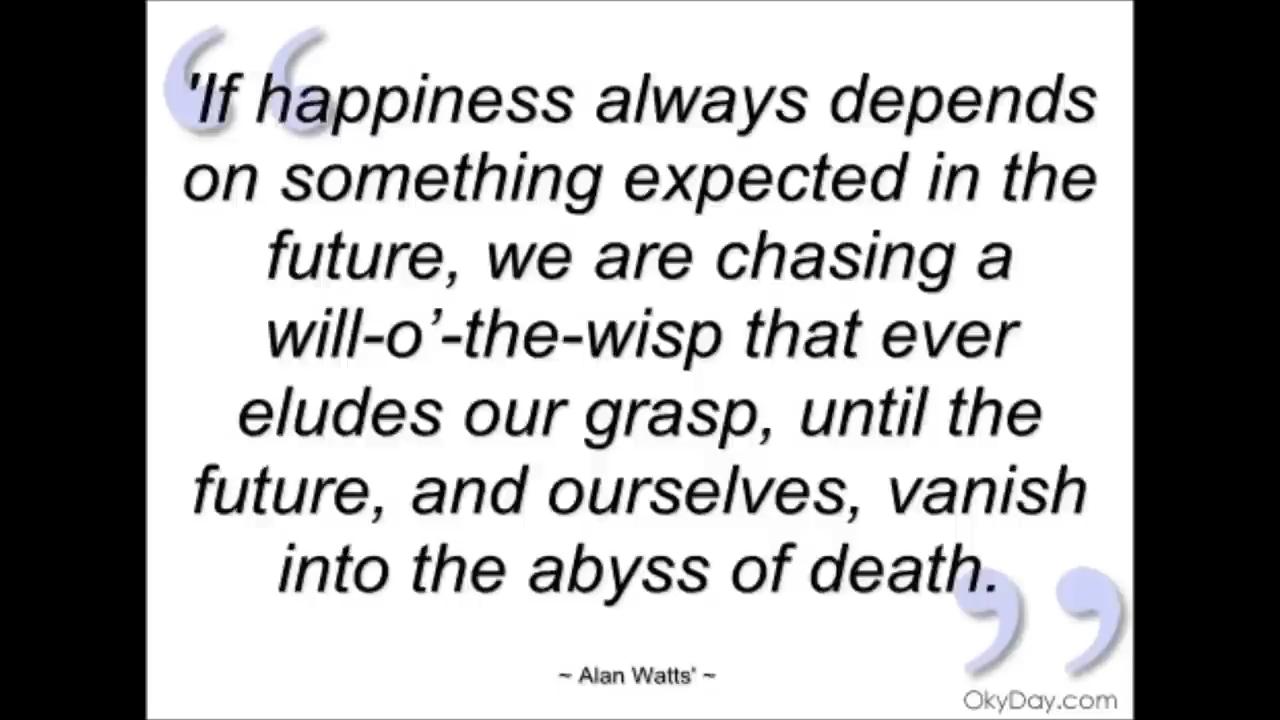 'If happiness always depends
on something expected in the
future, we are chasing a
will-o’-the-wisp that ever
eludes our grasp, until the
future, and ourselves, vanish
into the abyss of death.
~ Alan Watts' ~
OkyDay.com